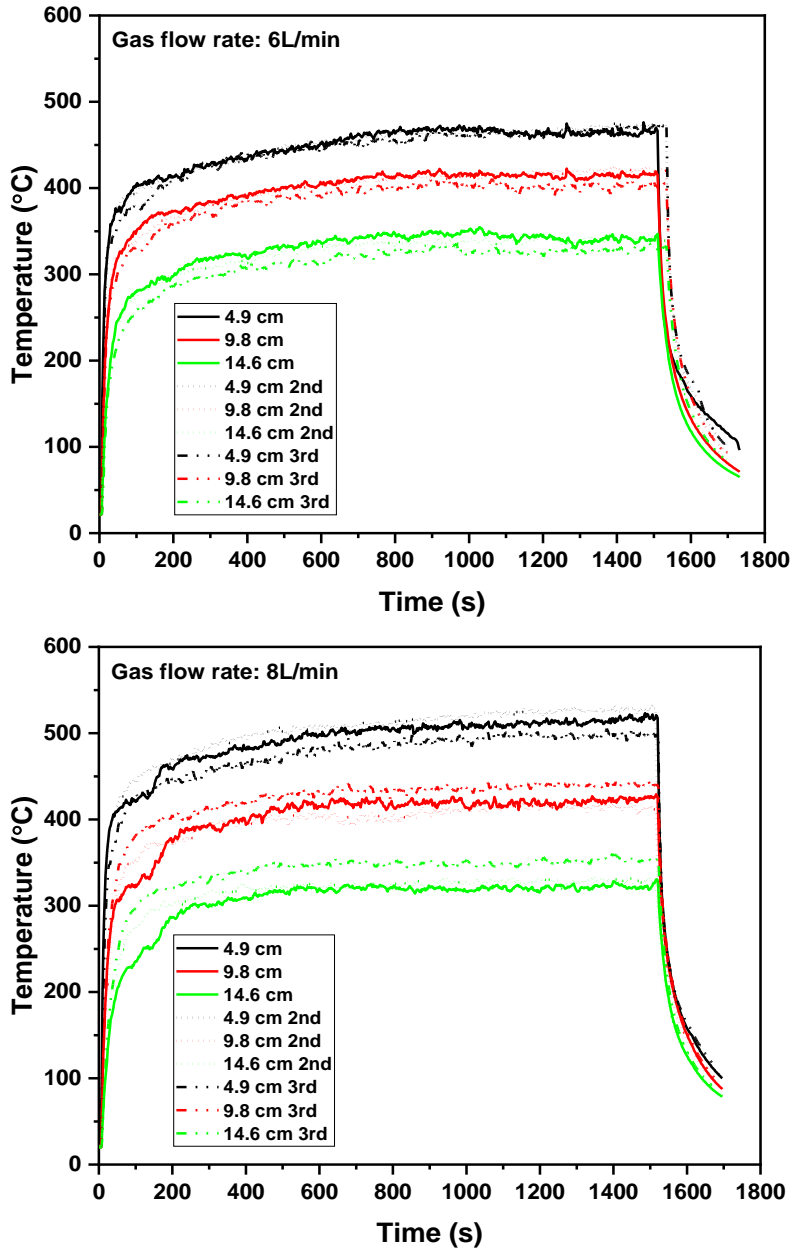 600
Gas flow rate: 6L/min
500
400
300
200
100
0
Temperature (°C)
4.9 cm
9.8 cm
14.6 cm
4.9 cm 2nd
9.8 cm 2nd
14.6 cm 2nd
4.9 cm 3rd
9.8 cm 3rd
14.6 cm 3rd
0 200 400 600 800 1000 1200 1400 1600 1800
Time (s)
600
Gas flow rate: 8L/min
500
400
300
200
100
0
Temperature (°C)
4.9 cm
9.8 cm
14.6 cm
4.9 cm 2nd
9.8 cm 2nd
14.6 cm 2nd
4.9 cm 3rd
9.8 cm 3rd
14.6 cm 3rd
0 200 400 600 800 1000 1200 1400 1600 1800
Time (s)